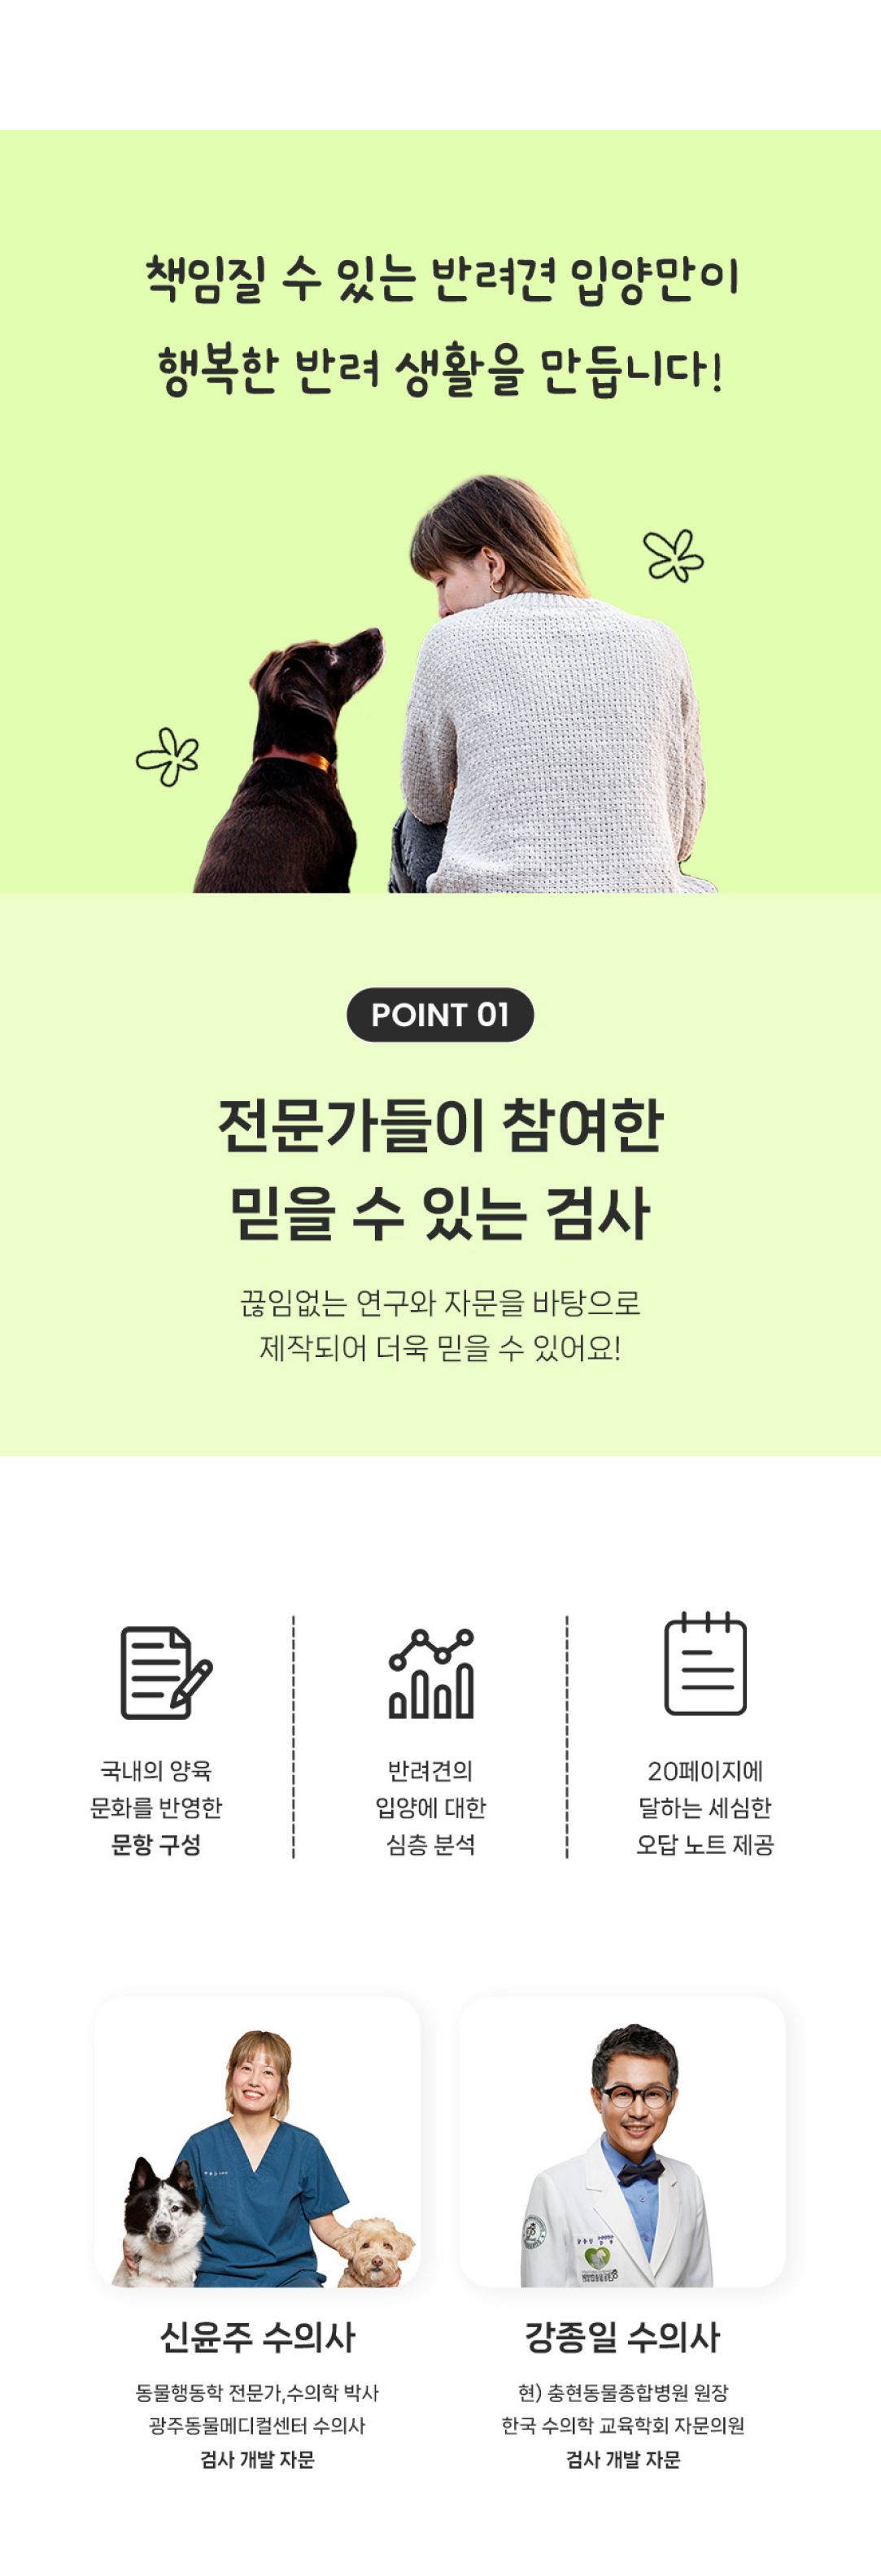 책임질 수 있는 반려견 입양만이
행복한 반려 생활을 만듭니다!
POINT 01
전문가들이 참여한
믿을 수 있는 검사
끊임없는 연구와 자문을 바탕으로
제작되어 더욱 믿을 수 있어요!
국내의 양육
문화를 반영한
문항 구성
반려견의
입양에 대한
심층 분석
20페이지에
달하는 세심한
오답 노트 제공
신윤주 수의사
동물행동학 전문가,수의학 박사
광주동물메디컬센터 수의사
검사 개발 자문
강종일 수의사
현) 충현동물종합병원 원장
한국 수의학 교육학회 자문의원
검사 개발 자문